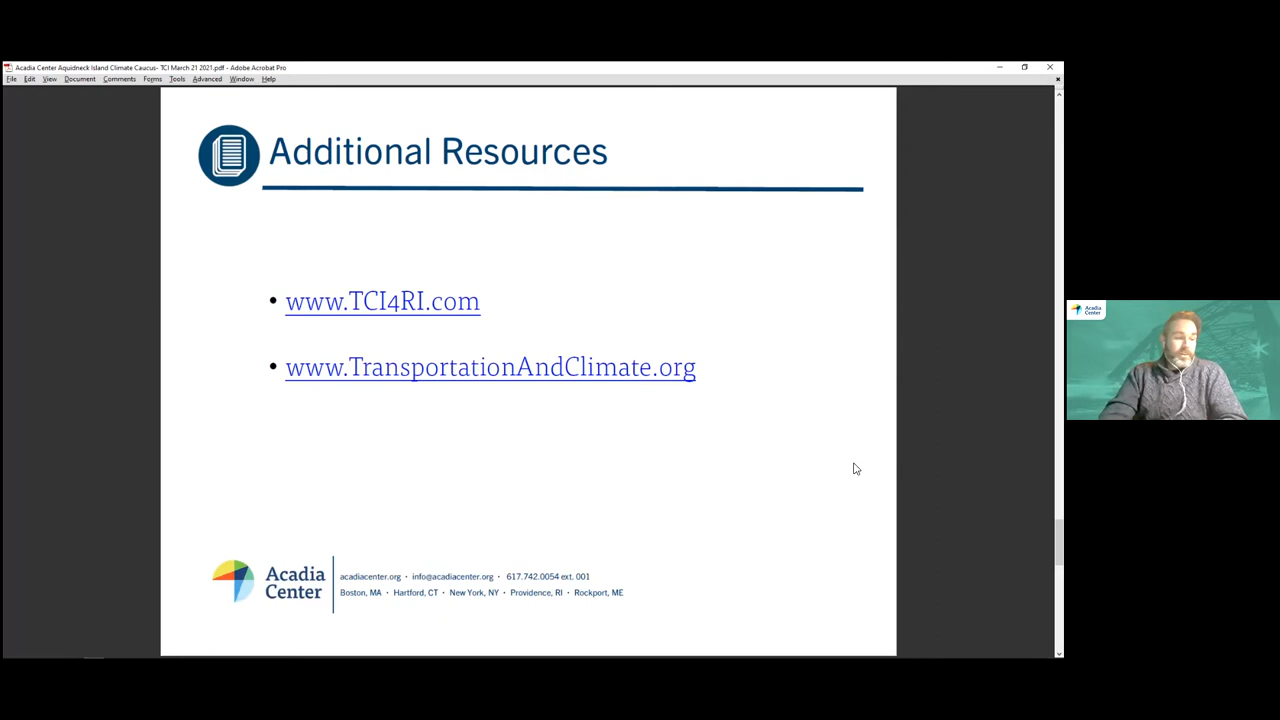 Acadia Center Aquidneck Island Climate Caucus- TCI March 21 2021.pdf - Adobe Acrobat Pro
File Edit View Document Comments Forms Tools Advanced Window Help
Additional Resources
• www.TCI4RI.com
• www.TransportationAndClimate.org
Acadia
Center
acadiacenter.org • info@acadiacenter.org • 617.742.0054 ext. 001
Boston, MA • Hartford, CT • New York, NY • Providence, RI • Rockport, ME
Acadia
Center